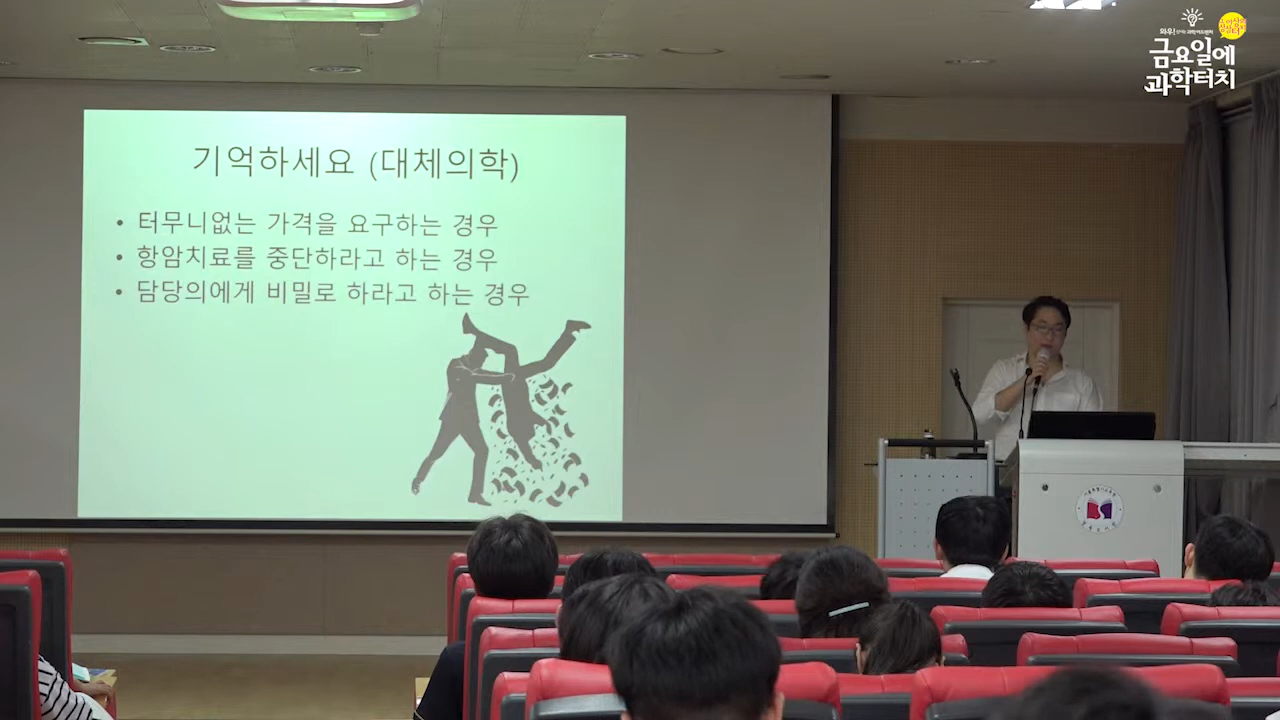 기억하세요 (대체의학)
• 터무니없는 가격을 요구하는 경우
• 항암치료를 중단하라고 하는 경우
• 담당의에게 비밀로 하라고 하는 경우
금요일에
과학터치